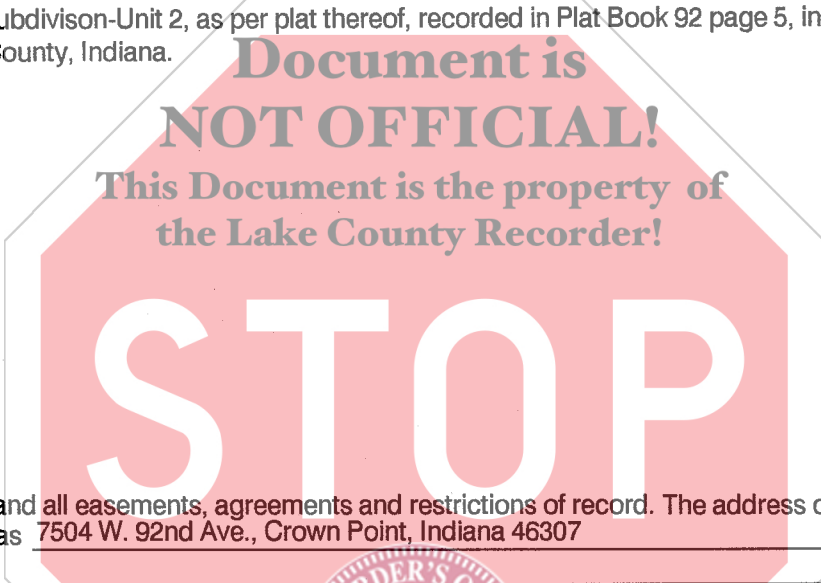 ubdivison-Unit 2, as per plat thereof, recorded in Plat Book 92 page 5, in
ounty, Indiana.
Document is
NOT OFFICIAL!
This Document is the property of
the Lake County Recorder!
STOP
and all easements, agreements and restrictions of record. The address o
as 7504 W. 92nd Ave., Crown Point, Indiana 46307
RDER'S O